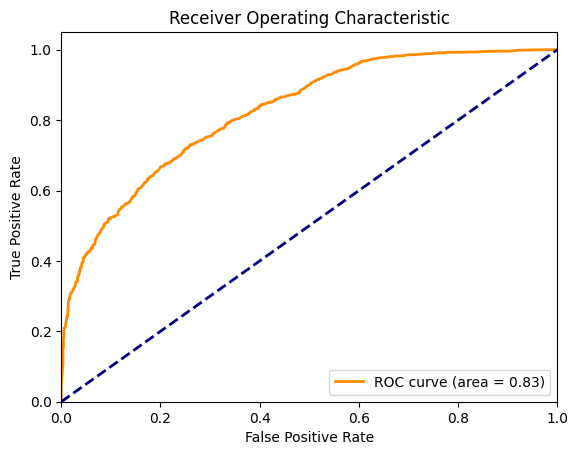 Receiver Operating Characteristic
True Positive Rate
1.0
0.8
0.6
0.4
0.2
0.0
ROC curve (area = 0.83)
0.0 0.2 0.4 0.6 0.8 1.0
False Positive Rate